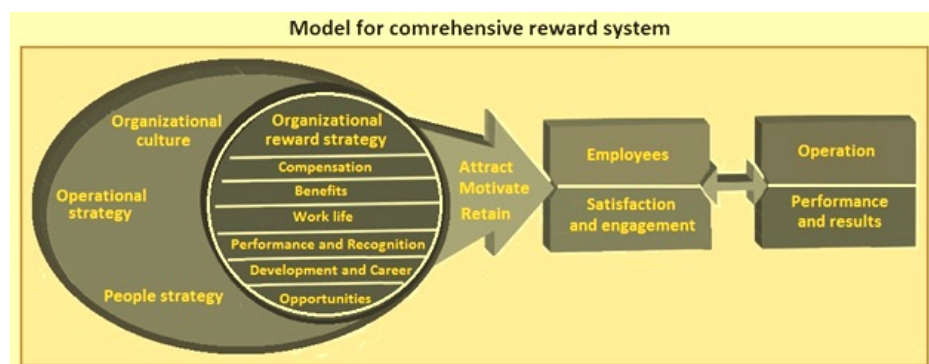 Model for comrehensive reward system
Organizational
culture
Operational
strategy
People strategy
Organizational
reward strategy
Compensation
Benefits
Work life
Performance and Recognition
Development and Career
Opportunities
Attract
Motivate
Retain
Employees
Satisfaction
and engagement
Operation
Performance
and results